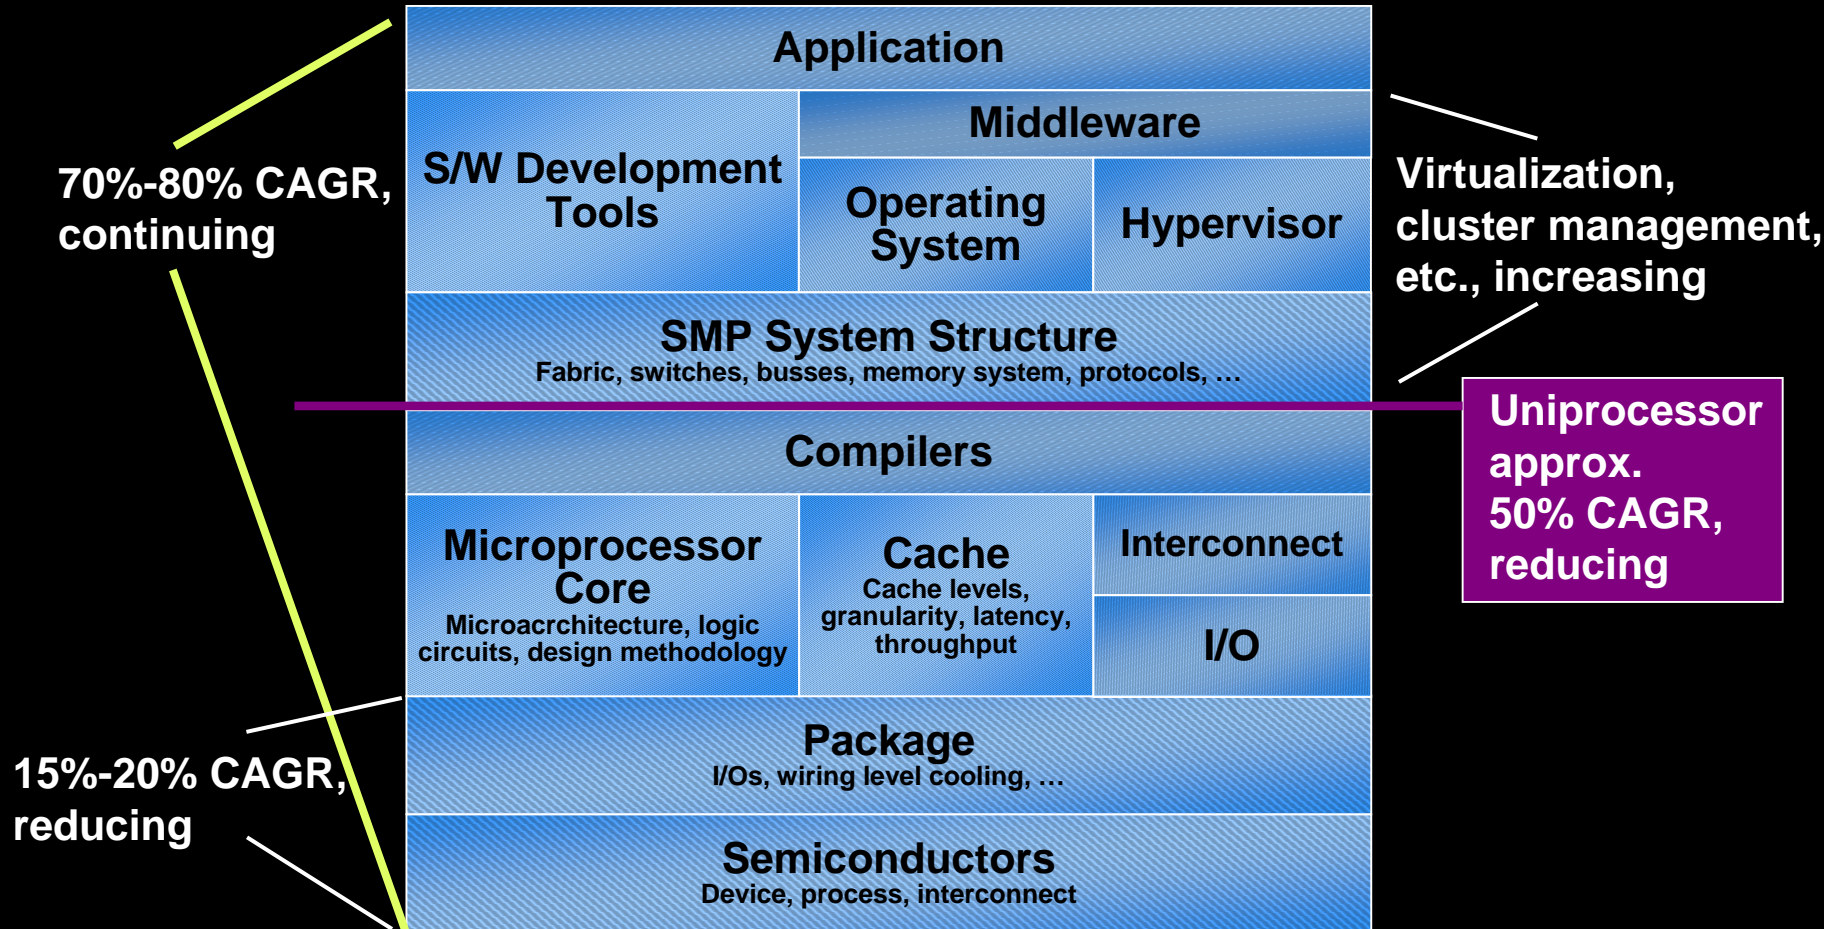 Application
S/W Development
Tools
Middleware
Operating
System
Hypervisor
70%-80% CAGR,
continuing
Virtualization,
cluster management,
etc., increasing
SMP System Structure
Fabric, switches, busses, memory system, protocols, …
Compilers
Uniprocessor
approx.
50% CAGR,
reducing
Microprocessor
Core
Microacrchitecture, logic
circuits, design methodology
Cache
Cache levels,
granularity, latency,
throughput
Interconnect
I/O
Package
I/Os, wiring level cooling, …
15%-20% CAGR,
reducing
Semiconductors
Device, process, interconnect